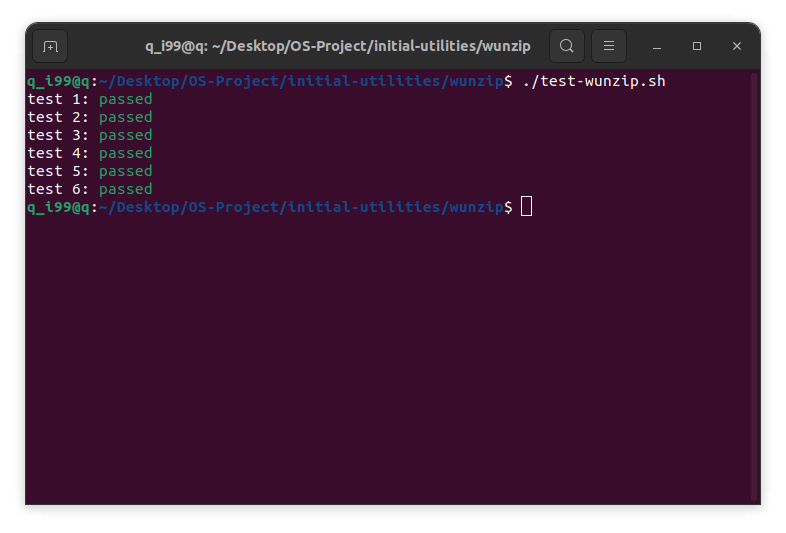 q_i99@q: ~/Desktop/OS-Project/initial-utilities/wunzip
q_i99@q:~/Desktop/OS-Project/initial-utilities/wunzip$ ./test-wunzip.sh
test 1: passed
test 2: passed
test 3: passed
test 4: passed
test 5: passed
test 6: passed
q_i99@q:~/Desktop/OS-Project/initial-utilities/wunzip$